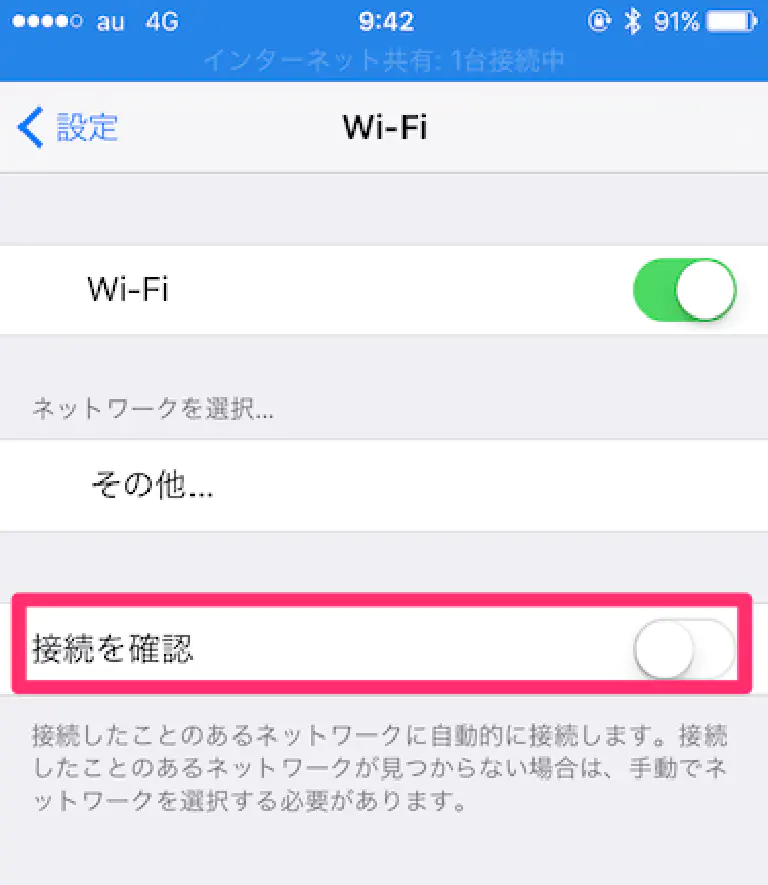 au 4G 9:42 91%
インターネット共有: 1台接続中
設定 Wi-Fi
Wi-Fi
ネットワークを選択...
その他...
接続を確認
接続したことのあるネットワークに自動的に接続します。接続
したことのあるネットワークが見つからない場合は、手動でネ
ットワークを選択する必要があります。